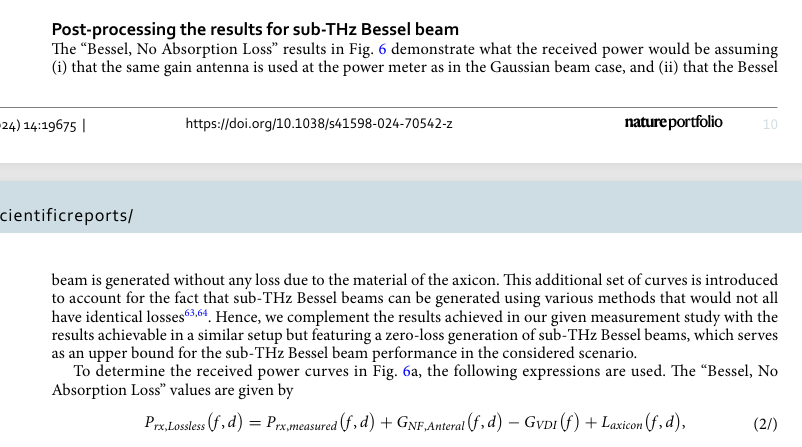 Post-processing the results for sub-THz Bessel beam
The “Bessel, No Absorption Loss” results in Fig. 6 demonstrate what the received power would be assuming
(i) that the same gain antenna is used at the power meter as in the Gaussian beam case, and (ii) that the Bessel
24) 14:19675 | https://doi.org/10.1038/s41598-024-70542-z natureportfolio 10
cientificreports/
beam is generated without any loss due to the material of the axicon. This additional set of curves is introduced
to account for the fact that sub-THz Bessel beams can be generated using various methods that would not all
have identical losses63,64. Hence, we complement the results achieved in our given measurement study with the
results achievable in a similar setup but featuring a zero-loss generation of sub-THz Bessel beams, which serves
as an upper bound for the sub-THz Bessel beam performance in the considered scenario.
To determine the received power curves in Fig. 6a, the following expressions are used. The “Bessel, No
Absorption Loss” values are given by
P_{rx,Lossless}(f, d) = P_{rx,measured}(f, d) + G_{NF,Anteral}(f, d) − G_{VDI}(f) + L_{axicon}(f, d), (2/)